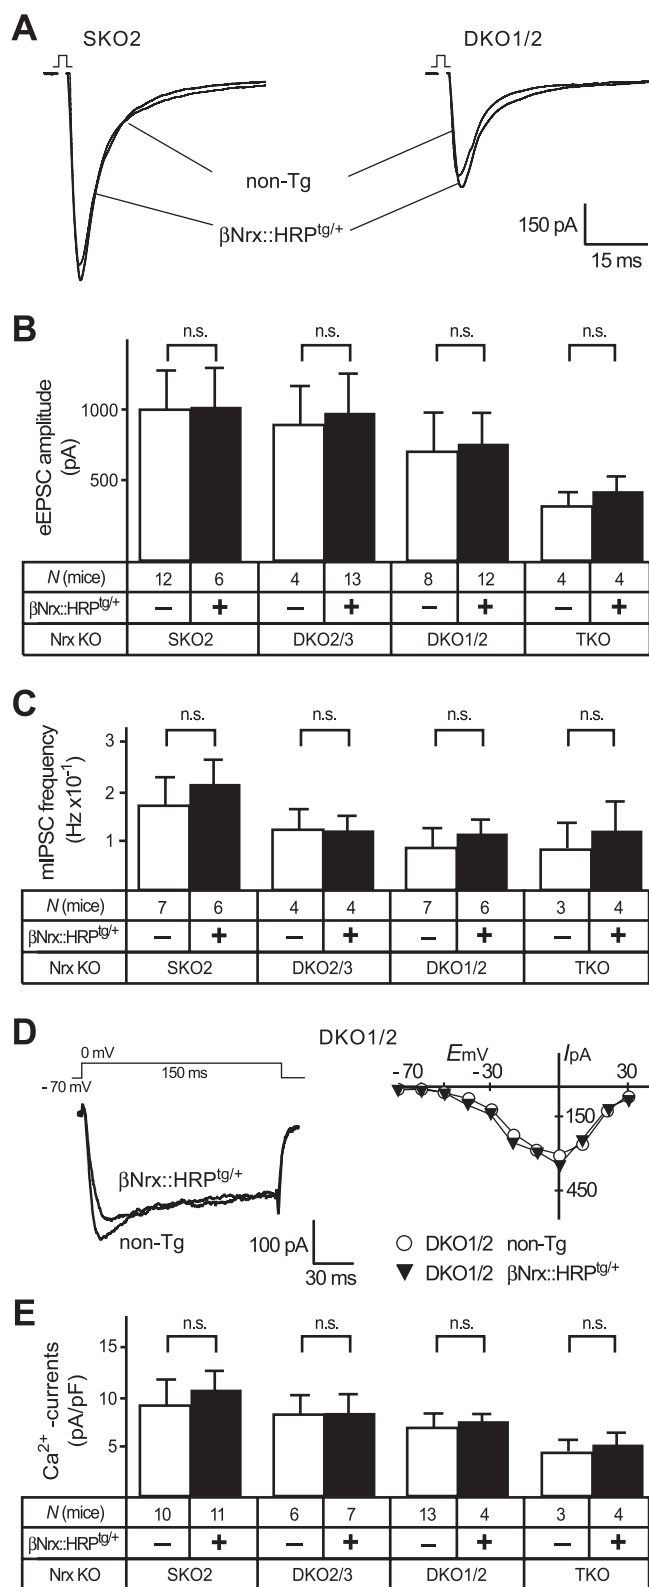 A
SKO2
DKO1/2
non-Tg
βNrx::HRPtg/+
150 pA
15 ms
B
n.s. n.s. n.s. n.s.
eEPSC amplitude
(pA)
1000
500
N (mice) 12 6 4 13 8 12 4 4
βNrx::HRPtg/+ – + – + – + – +
Nrx KO SKO2 DKO2/3 DKO1/2 TKO
C
n.s. n.s. n.s. n.s.
mIPSC frequency
(Hz x10-1)
3
2
1
N (mice) 7 6 4 4 7 6 3 4
βNrx::HRPtg/+ – + – + – + – +
Nrx KO SKO2 DKO2/3 DKO1/2 TKO
D
DKO1/2
0 mV
150 ms
- 70 mV
βNrx::HRPtg/+
non-Tg
100 pA
30 ms
EmV IpA
- 70 -30 30
150
450
DKO1/2 non-Tg
DKO1/2 βNrx::HRPtg/+
E
n.s. n.s. n.s. n.s.
Ca2+ -currents
(pA/pF)
15
10
5
N (mice) 10 11 6 7 13 4 3 4
βNrx::HRPtg/+ – + – + – + – +
Nrx KO SKO2 DKO2/3 DKO1/2 TKO